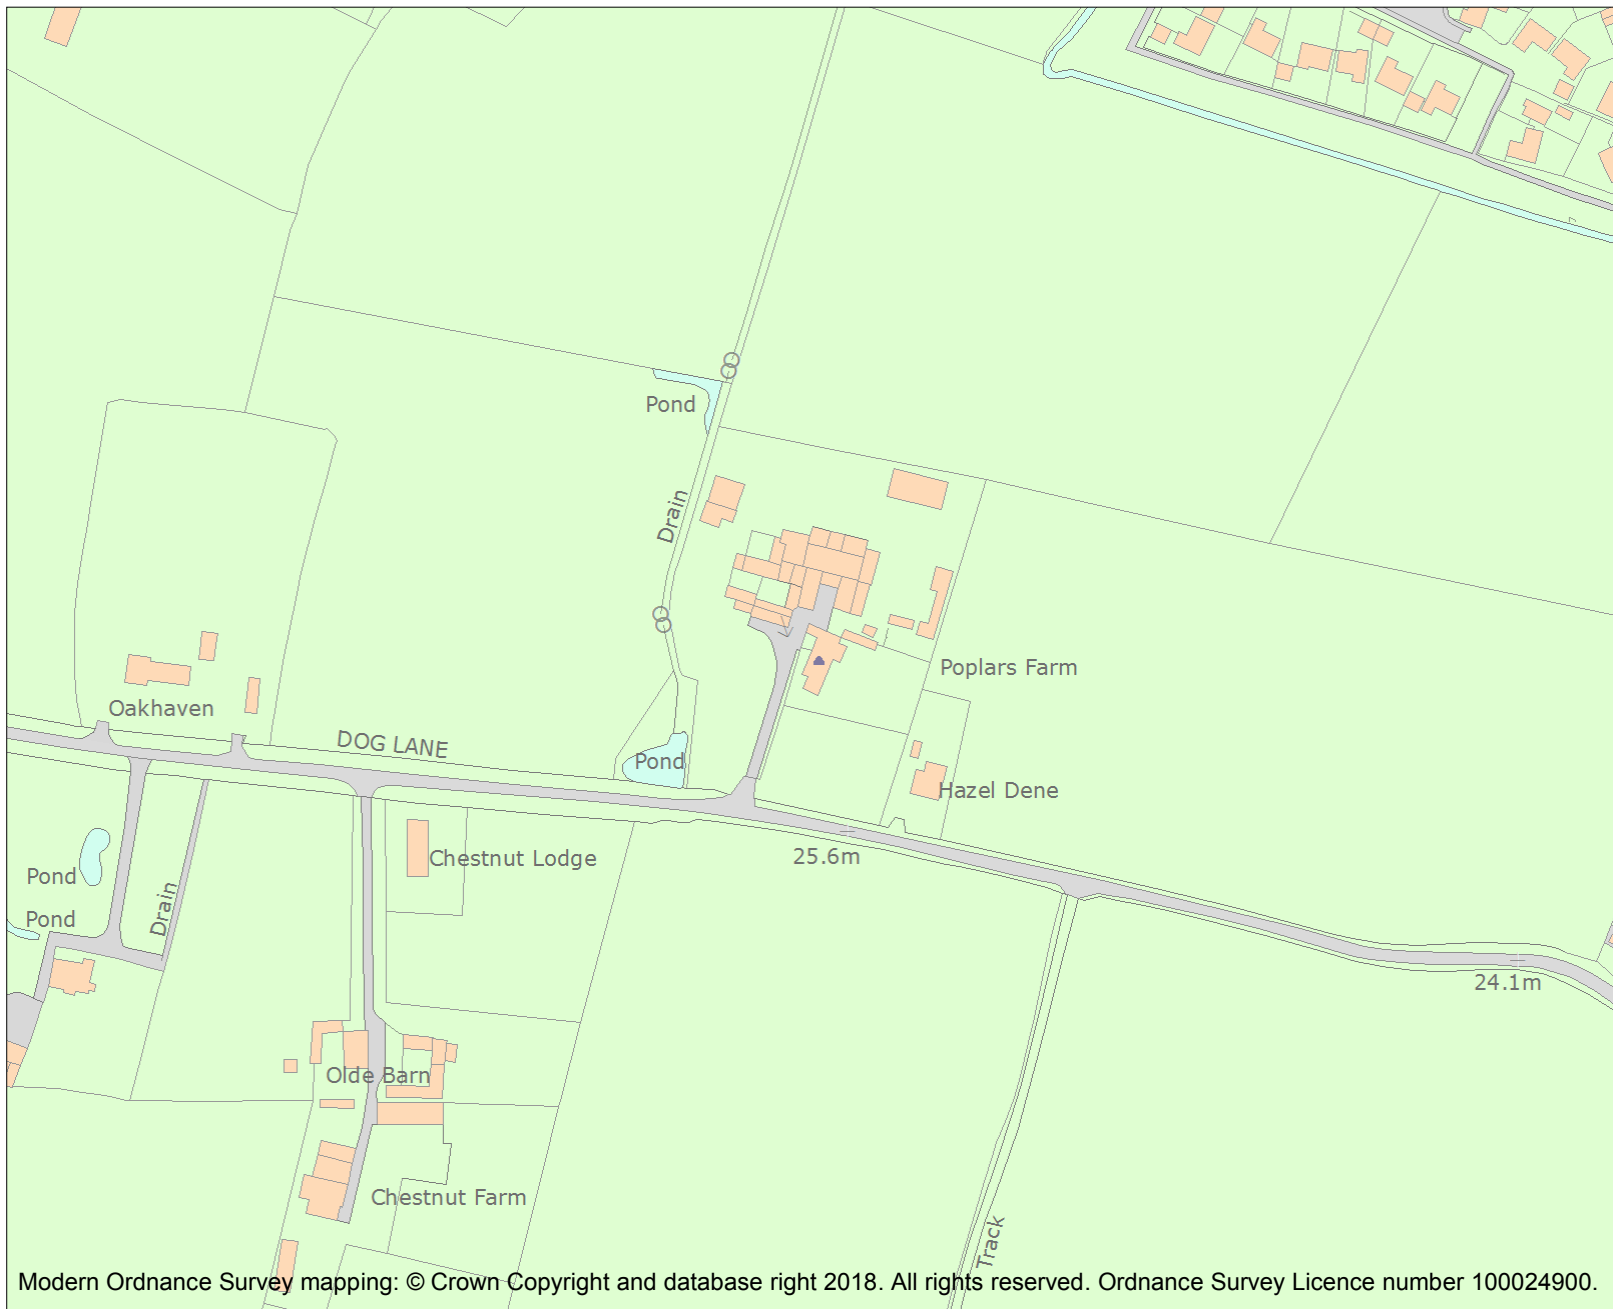 Pond
Drain
Poplars Farm
Oakhaven
DOG LANE
Pond
Hazel Dene
25.6m
Chestnut Lodge
Pond
Drain
Pond
24.1m
Olde Barn
Chestnut Farm
Track
Modern Ordnance Survey mapping: © Crown Copyright and database right 2018. All rights reserved. Ordnance Survey Licence number 100024900.